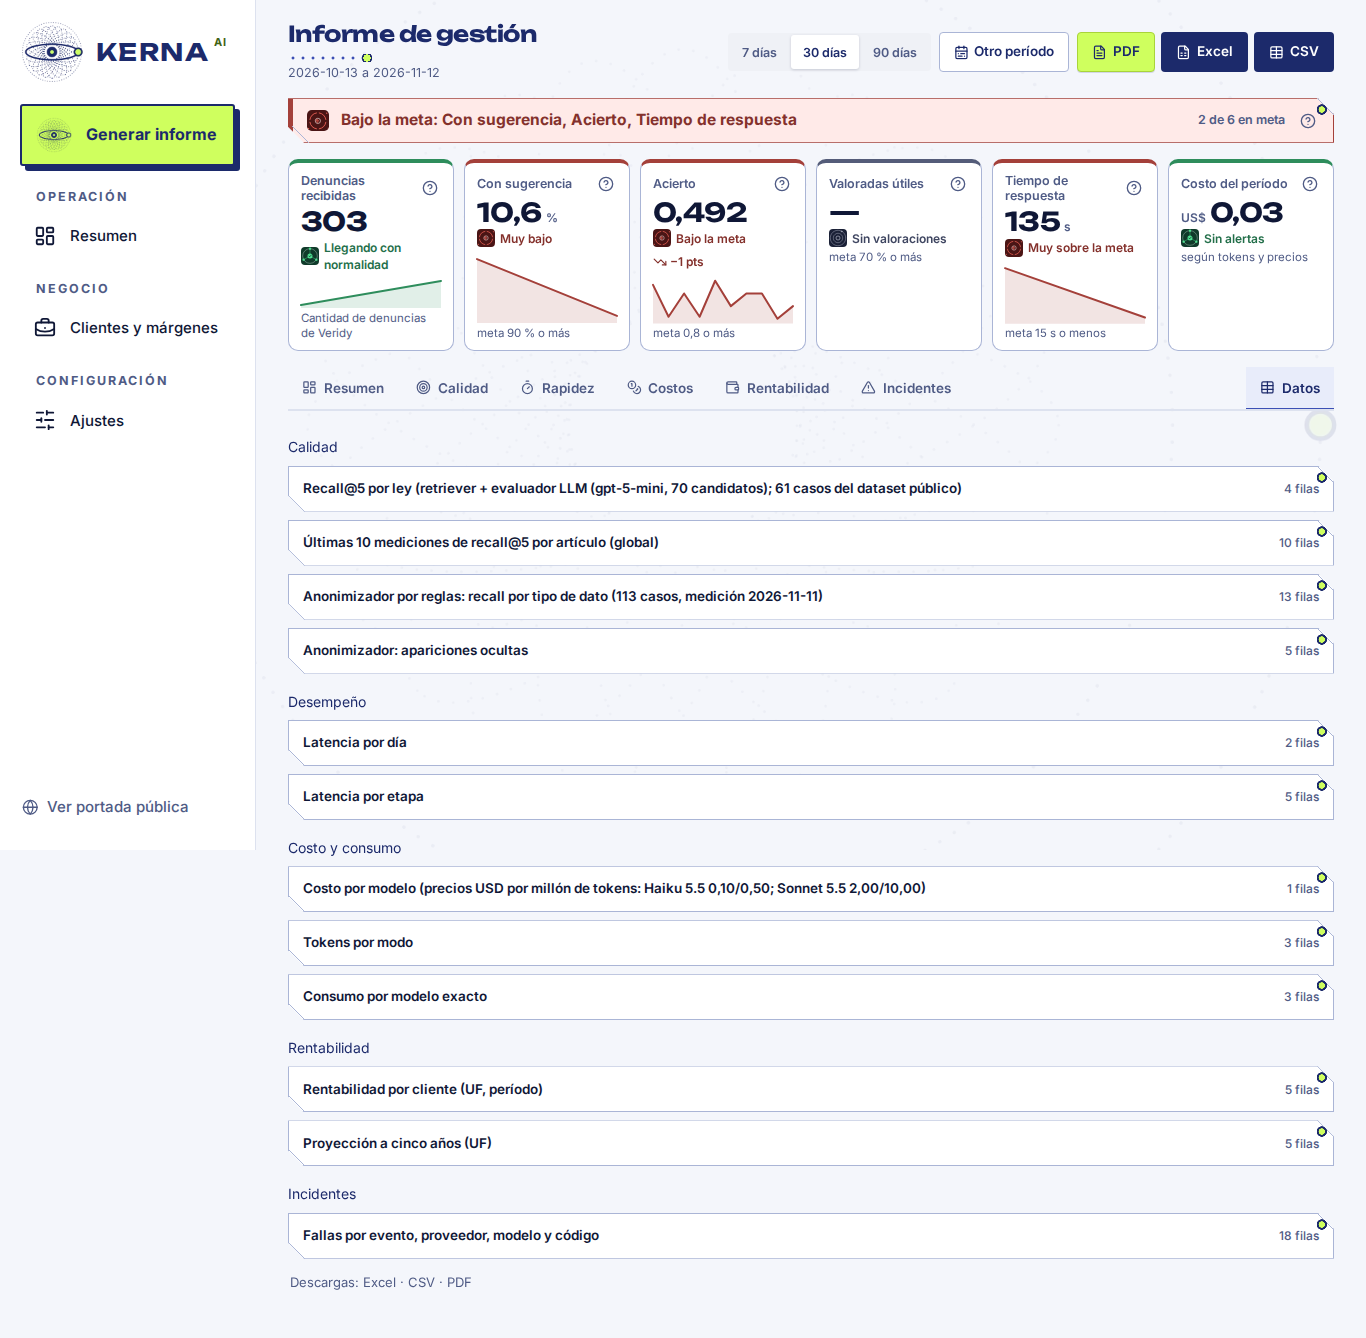 KERNA AI
Generar informe
OPERACIÓN
Resumen
NEGOCIO
Clientes y márgenes
CONFIGURACIÓN
Ajustes
Ver portada pública
Informe de gestión
2026-10-13 a 2026-11-12
7 días
30 días
90 días
Otro período
PDF
Excel
CSV
Bajo la meta: Con sugerencia, Acierto, Tiempo de respuesta
2 de 6 en meta
Denuncias
recibidas
303
Llegando con
normalidad
Cantidad de denuncias
de Veridy
Con sugerencia
10,6 %
Muy bajo
meta 90 % o más
Acierto
0,492
Bajo la meta
−1 pts
meta 0,8 o más
Valoradas útiles
—
Sin valoraciones
meta 70 % o más
Tiempo de
respuesta
135 s
Muy sobre la meta
meta 15 s o menos
Costo del período
US$ 0,03
Sin alertas
según tokens y precios
Resumen
Calidad
Rapidez
Costos
Rentabilidad
Incidentes
Datos
Calidad
Recall@5 por ley (retriever + evaluador LLM (gpt-5-mini, 70 candidatos); 61 casos del dataset público)
4 filas
Últimas 10 mediciones de recall@5 por artículo (global)
10 filas
Anonimizador por reglas: recall por tipo de dato (113 casos, medición 2026-11-11)
13 filas
Anonimizador: apariciones ocultas
5 filas
Desempeño
Latencia por día
2 filas
Latencia por etapa
5 filas
Costo y consumo
Costo por modelo (precios USD por millón de tokens: Haiku 5.5 0,10/0,50; Sonnet 5.5 2,00/10,00)
1 filas
Tokens por modo
3 filas
Consumo por modelo exacto
3 filas
Rentabilidad
Rentabilidad por cliente (UF, período)
5 filas
Proyección a cinco años (UF)
5 filas
Incidentes
Fallas por evento, proveedor, modelo y código
18 filas
Descargas: Excel · CSV · PDF